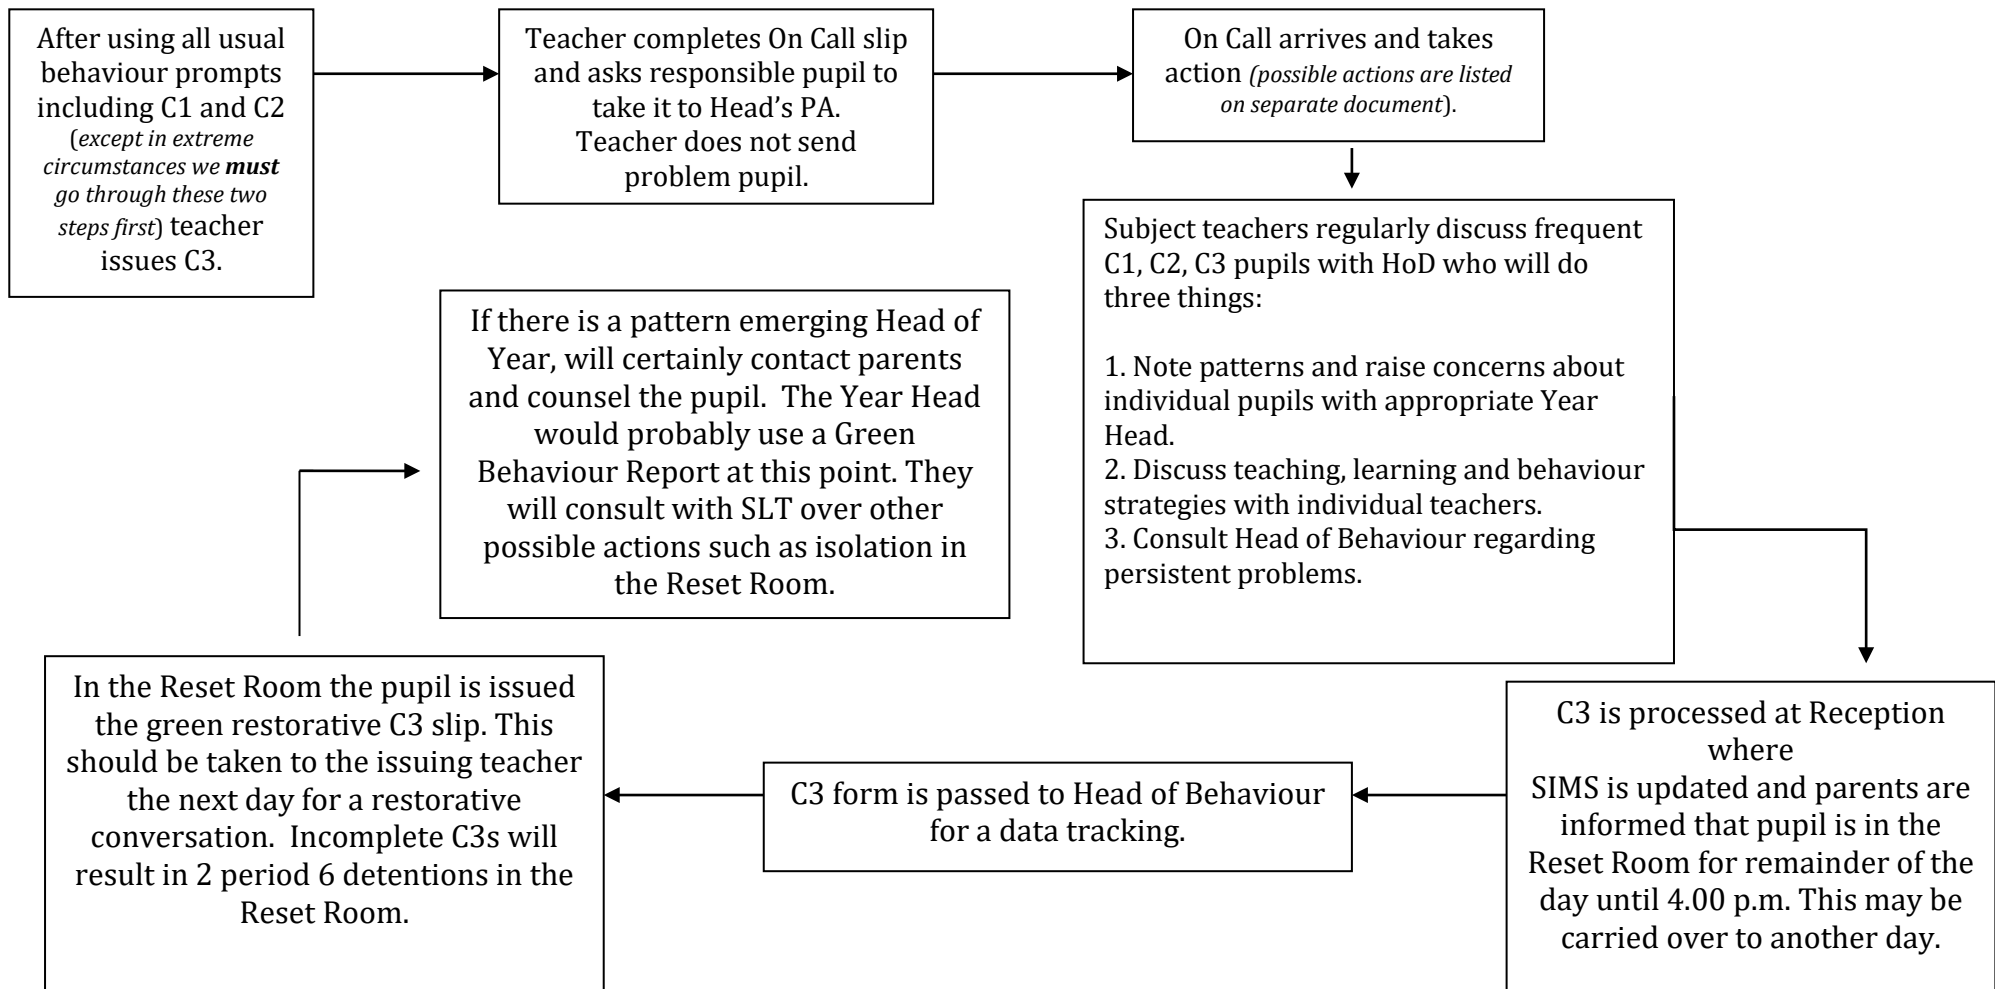 After using all usual
behaviour prompts
including C1 and C2
(except in extreme
circumstances we must
go through these two
steps first) teacher
issues C3.
Teacher completes On Call slip
and asks responsible pupil to
take it to Head’s PA.
Teacher does not send
problem pupil.
On Call arrives and takes
action (possible actions are listed
on separate document).
Subject teachers regularly discuss frequent
C1, C2, C3 pupils with HoD who will do
three things:
1. Note patterns and raise concerns about
individual pupils with appropriate Year
Head.
2. Discuss teaching, learning and behaviour
strategies with individual teachers.
3. Consult Head of Behaviour regarding
persistent problems.
C3 is processed at Reception
where
SIMS is updated and parents are
informed that pupil is in the
Reset Room for remainder of the
day until 4.00 p.m. This may be
carried over to another day.
C3 form is passed to Head of Behaviour
for a data tracking.
In the Reset Room the pupil is issued
the green restorative C3 slip. This
should be taken to the issuing teacher
the next day for a restorative
conversation.  Incomplete C3s will
result in 2 period 6 detentions in the
Reset Room.
If there is a pattern emerging Head of
Year, will certainly contact parents
and counsel the pupil.  The Year Head
would probably use a Green
Behaviour Report at this point. They
will consult with SLT over other
possible actions such as isolation in
the Reset Room.